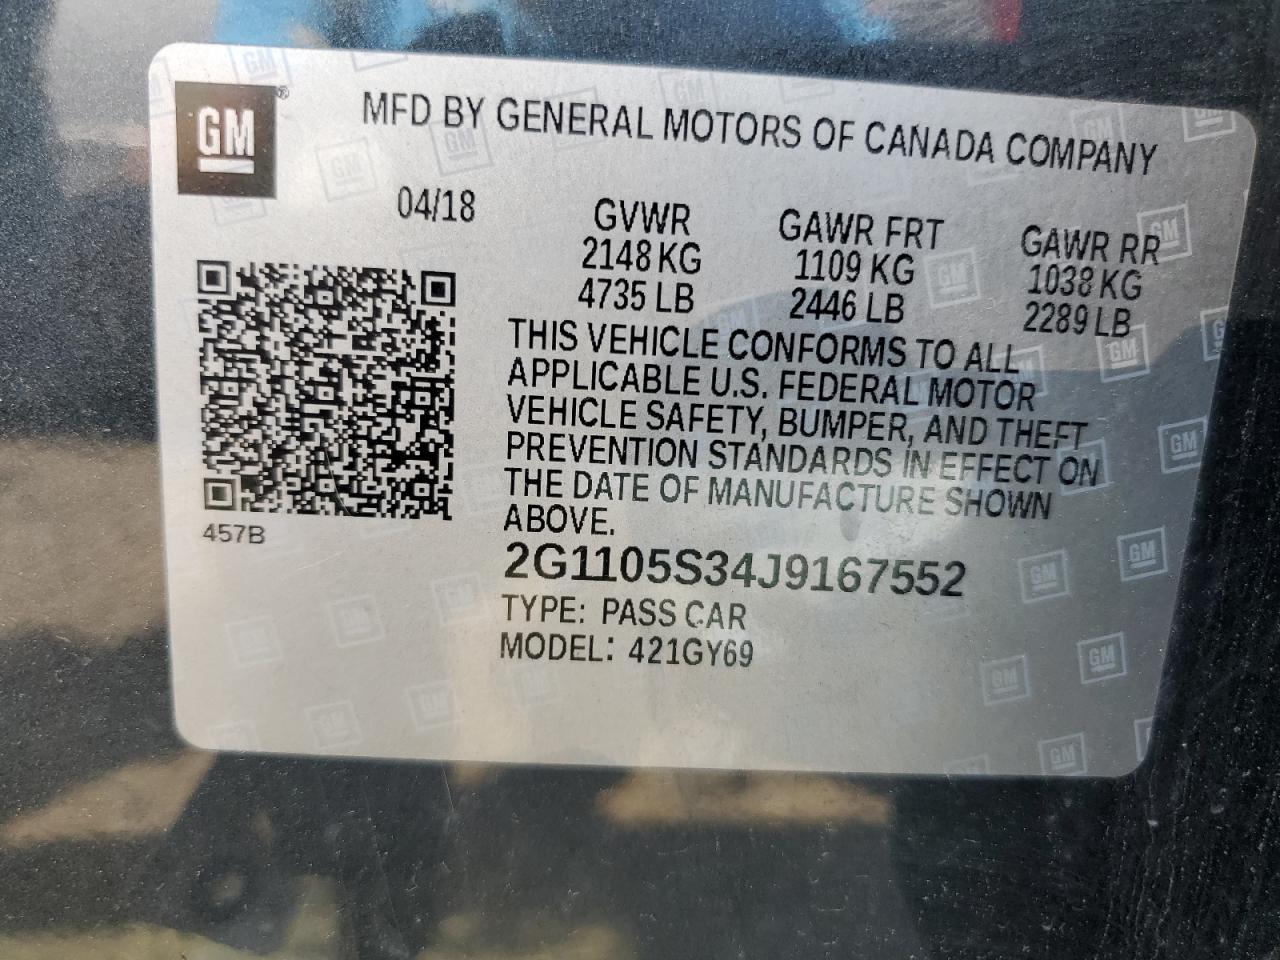 GM®
MFD BY GENERAL MOTORS OF CANADA COMPANY
04/18
GVWR
2148 KG
4735 LB
GAWR FRT
1109 KG
2446 LB
GAWR RR
1038 KG
2289 LB
THIS VEHICLE CONFORMS TO ALL
APPLICABLE U.S. FEDERAL MOTOR
VEHICLE SAFETY, BUMPER, AND THEFT
PREVENTION STANDARDS IN EFFECT ON
THE DATE OF MANUFACTURE SHOWN
ABOVE.
457B
2G1105S34J9167552
TYPE: PASS CAR
MODEL: 421GY69